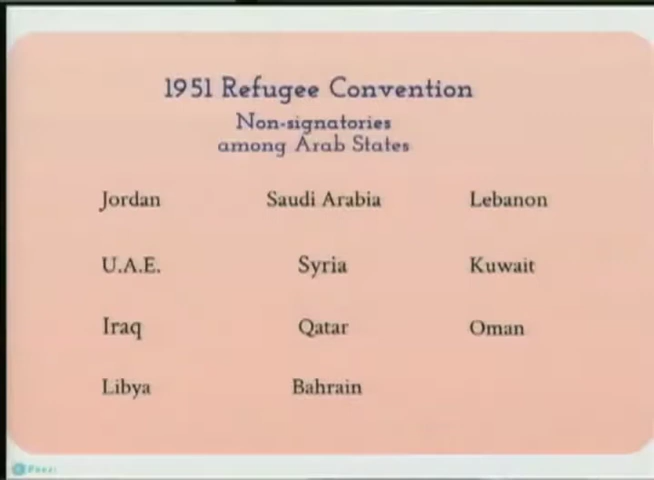 1951 Refugee Convention
Non-signatories
among Arab States
Jordan Saudi Arabia Lebanon
U.A.E. Syria Kuwait
Iraq Qatar Oman
Libya Bahrain
Prezi